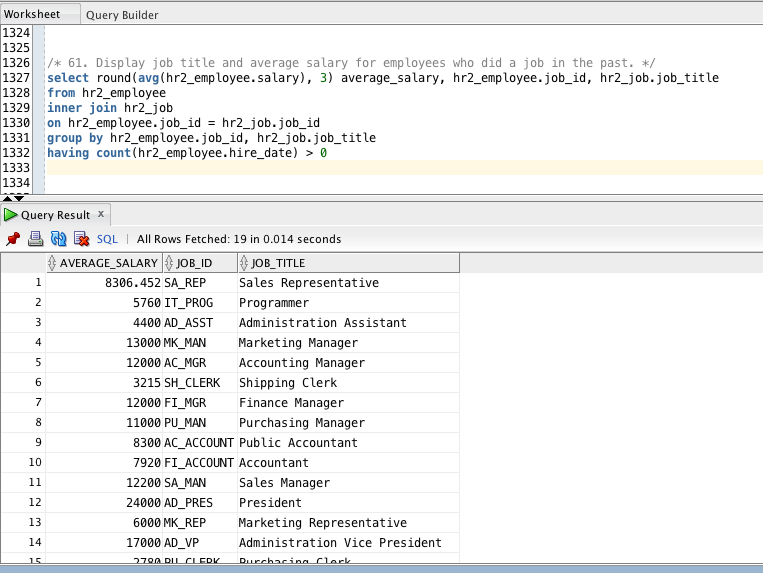 Worksheet Query Builder
1324
1325
1326 /* 61. Display job title and average salary for employees who did a job in the past. */
1327 select round(avg(hr2_employee.salary), 3) average_salary, hr2_employee.job_id, hr2_job.job_title
1328 from hr2_employee
1329 inner join hr2_job
1330 on hr2_employee.job_id = hr2_job.job_id
1331 group by hr2_employee.job_id, hr2_job.job_title
1332 having count(hr2_employee.hire_date) > 0
1333
1334
Query Result x
SQL | All Rows Fetched: 19 in 0.014 seconds
AVERAGE_SALARY JOB_ID JOB_TITLE
1 8306.452 SA_REP Sales Representative
2 5760 IT_PROG Programmer
3 4400 AD_ASST Administration Assistant
4 13000 MK_MAN Marketing Manager
5 12000 AC_MGR Accounting Manager
6 3215 SH_CLERK Shipping Clerk
7 12000 FI_MGR Finance Manager
8 11000 PU_MAN Purchasing Manager
9 8300 AC_ACCOUNT Public Accountant
10 7920 FI_ACCOUNT Accountant
11 12200 SA_MAN Sales Manager
12 24000 AD_PRES President
13 6000 MK_REP Marketing Representative
14 17000 AD_VP Administration Vice President
15 2780 PU_CLERK Purchasing Clerk